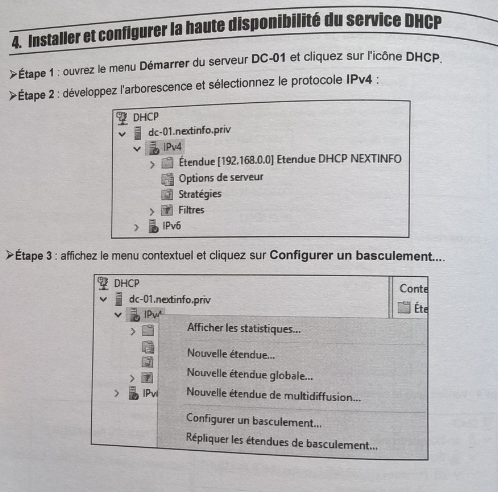 4. Installer et configurer la haute disponibilité du service DHCP
➢Étape 1 : ouvrez le menu Démarrer du serveur DC-01 et cliquez sur l'icône DHCP.
➢Étape 2 : développez l'arborescence et sélectionnez le protocole IPv4 :
DHCP
dc-01.nextinfo.priv
IPv4
Étendue [192.168.0.0] Etendue DHCP NEXTINFO
Options de serveur
Stratégies
Filtres
IPv6
➢Étape 3 : affichez le menu contextuel et cliquez sur Configurer un basculement....
DHCP
Conte
dc-01.nextinfo.priv
Éte
IPv4
Afficher les statistiques...
Nouvelle étendue...
Nouvelle étendue globale...
IPv
Nouvelle étendue de multidiffusion...
Configurer un basculement...
Répliquer les étendues de basculement...